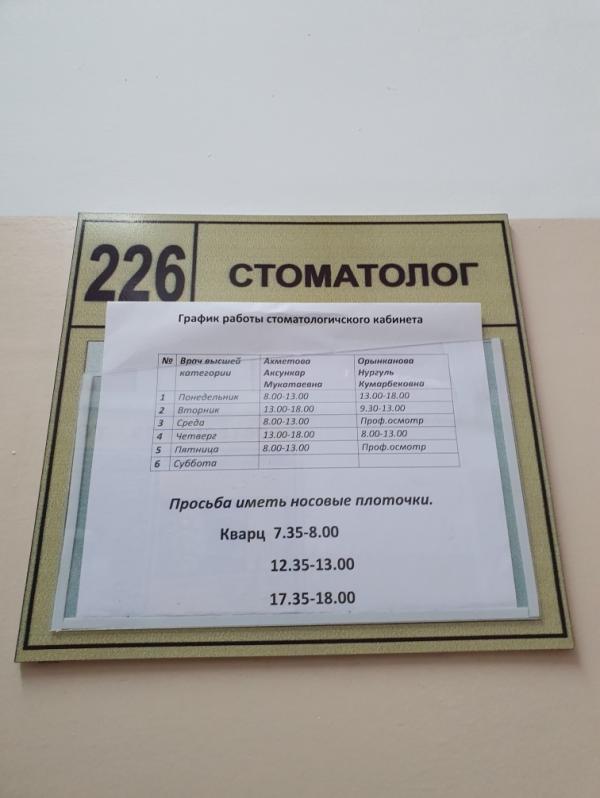 226
СТОМАТОЛОГ
График работы стоматологичского кабинета
№ Врач высшей категории Ахметова Аксункар Мукатаевна Орынканова Нургуль Кумарбековна
1 Понедельник 8.00-13.00 13.00-18.00
2 Вторник 13.00-18.00 9.30-13.00
3 Среда 8.00-13.00 Проф.осмотр
4 Четверг 13.00-18.00 8.00-13.00
5 Пятница 8.00-13.00 Проф.осмотр
6 Суббота
Просьба иметь носовые плоточки.
Кварц 7.35-8.00
12.35-13.00
17.35-18.00